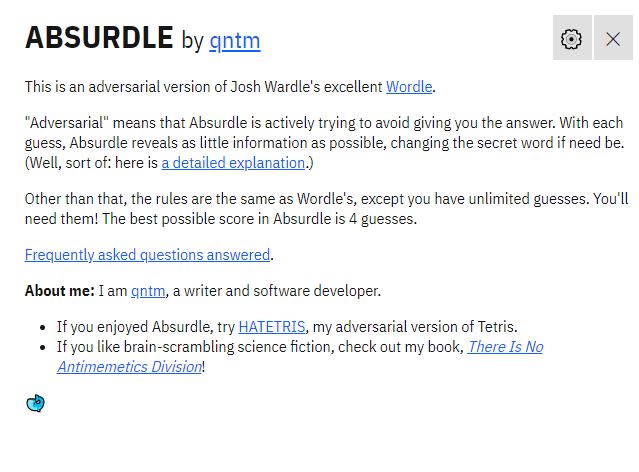 ABSURDLE by qntm
This is an adversarial version of Josh Wardle's excellent Wordle.
"Adversarial" means that Absurdle is actively trying to avoid giving you the answer. With each
guess, Absurdle reveals as little information as possible, changing the secret word if need be.
(Well, sort of: here is a detailed explanation.)
Other than that, the rules are the same as Wordle's, except you have unlimited guesses. You'll
need them! The best possible score in Absurdle is 4 guesses.
Frequently asked questions answered.
About me: I am qntm, a writer and software developer.
• If you enjoyed Absurdle, try HATETRIS, my adversarial version of Tetris.
• If you like brain-scrambling science fiction, check out my book, There Is No
Antimemetics Division!